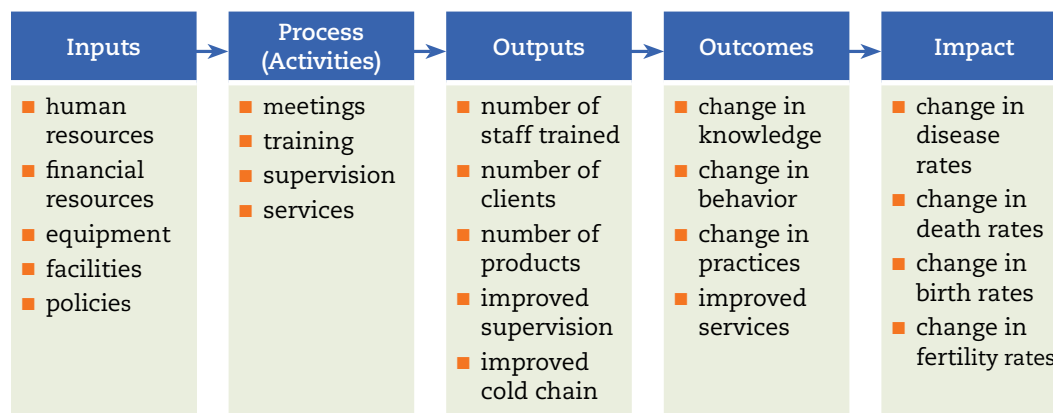 Inputs
human
resources
financial
resources
equipment
facilities
policies
Process
(Activities)
meetings
training
supervision
services
Outputs
number of
staff trained
number of
clients
number of
products
improved
supervision
improved
cold chain
Outcomes
change in
knowledge
change in
behavior
change in
practices
improved
services
Impact
change in
disease
rates
change in
death rates
change in
birth rates
change in
fertility rates